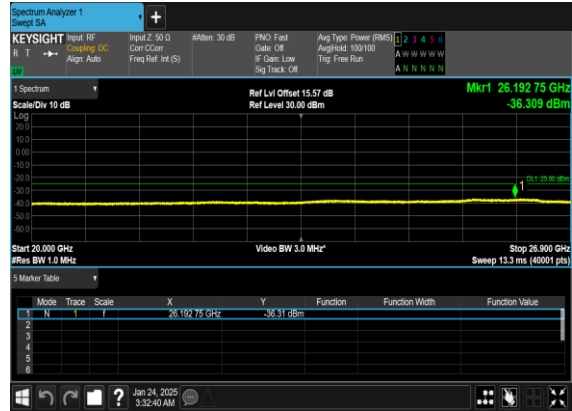 Spectrum Analyzer 1
Swept SA
+
KEYSIGHT
R T
Input: RF
Coupling: DC
Align: Auto
Input Z: 50 Ω
Corr CCorr
Freq Ref: Int (S)
#Atten: 30 dB
PNO: Fast
Gate: Off
IF Gain: Low
Sig Track: Off
Avg Type: Power (RMS)
Avg|Hold: 100/100
Trig: Free Run
1 2 3 4 5 6
A W W W W W
A N N N N N
1 Spectrum
Scale/Div 10 dB
Ref Lvl Offset 15.57 dB
Ref Level 30.00 dBm
Mkr1 26.192 75 GHz
-36.309 dBm
Log
20.0
10.0
0.00
-10.0
-20.0
-30.0
-40.0
-50.0
-60.0
DL1 -25.00 dBm
1
Start 20.000 GHz
#Res BW 1.0 MHz
Video BW 3.0 MHz*
Stop 26.900 GHz
Sweep 13.3 ms (40001 pts)
5 Marker Table
Mode Trace Scale X Y Function Function Width Function Value
1 N 1 f 26.192 75 GHz -36.31 dBm
2
3
4
5
6
?
Jan 24, 2025
3:32:40 AM